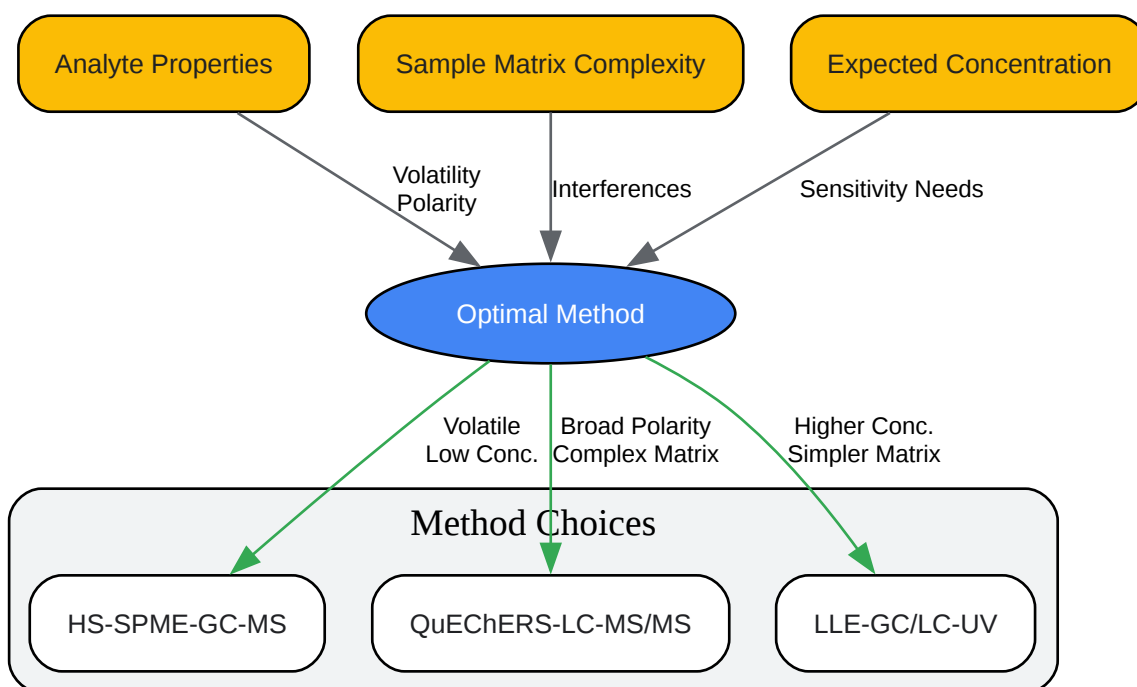 Analyte Properties
Sample Matrix Complexity
Expected Concentration
Volatility
Polarity
Interferences
Sensitivity Needs
Optimal Method
Volatile
Low Conc.
Broad Polarity
Complex Matrix
Higher Conc.
Simpler Matrix
Method Choices
HS-SPME-GC-MS
QuEChERS-LC-MS/MS
LLE-GC/LC-UV